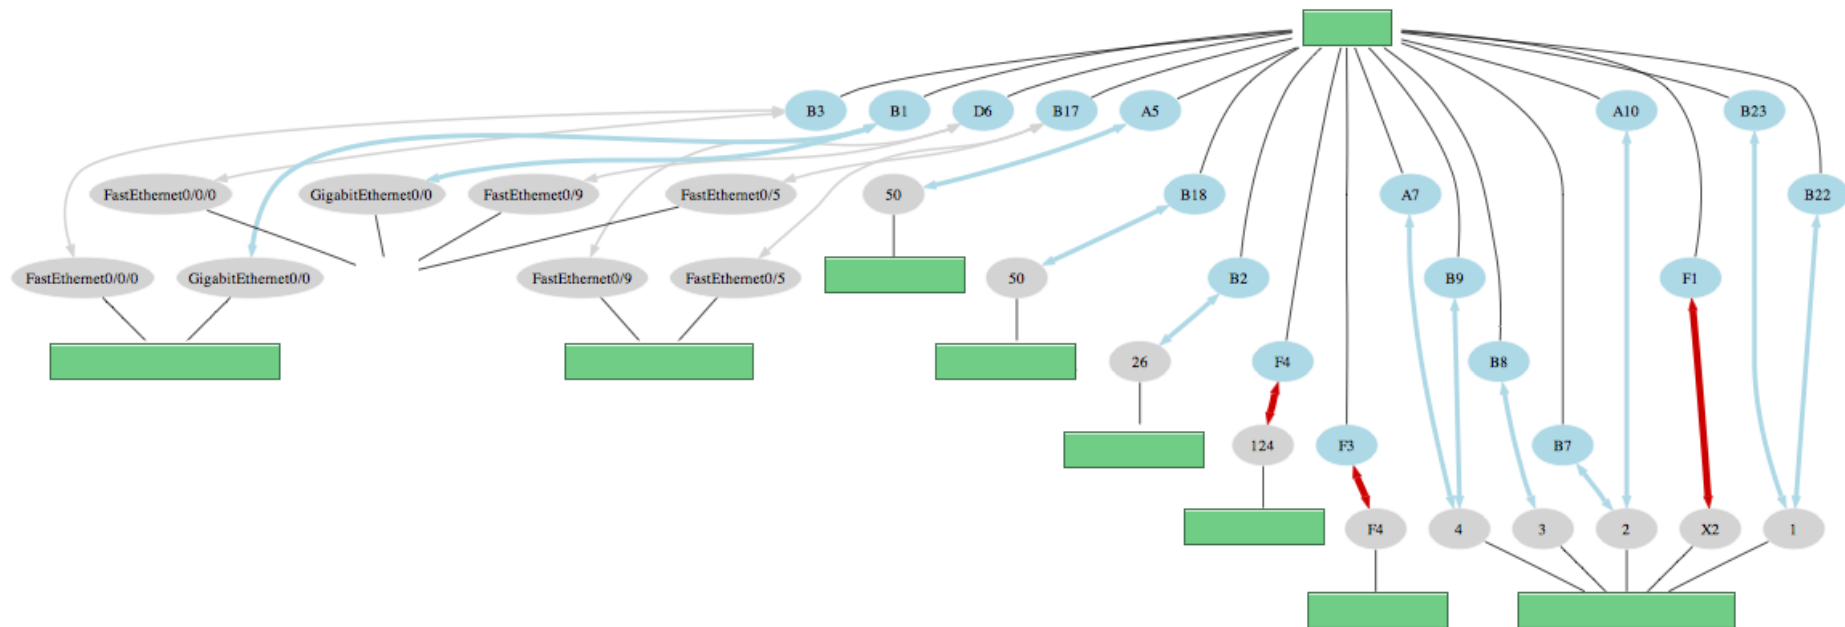 B3 B1 D6 B17 A5 A10 B23
FastEthernet0/0/0 GigabitEthernet0/0 FastEthernet0/9 FastEthernet0/5 50 B18 A7 B22
FastEthernet0/0/0 GigabitEthernet0/0 FastEthernet0/9 FastEthernet0/5 50 B2 B9 F1
26 F4 B8
124 F3 B7
F4 4 3 2 X2 1